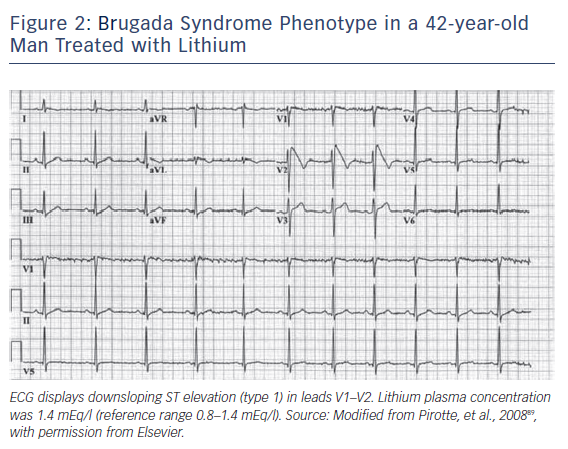 Figure 2: Brugada Syndrome Phenotype in a 42-year-old
Man Treated with Lithium
I aVR V1 V4
II aVL V2 V5
III aVF V3 V6
V1
II
V5
ECG displays downsloping ST elevation (type 1) in leads V1–V2. Lithium plasma concentration
was 1.4 mEq/l (reference range 0.8–1.4 mEq/l). Source: Modified from Pirotte, et al., 2008⁸⁹,
with permission from Elsevier.